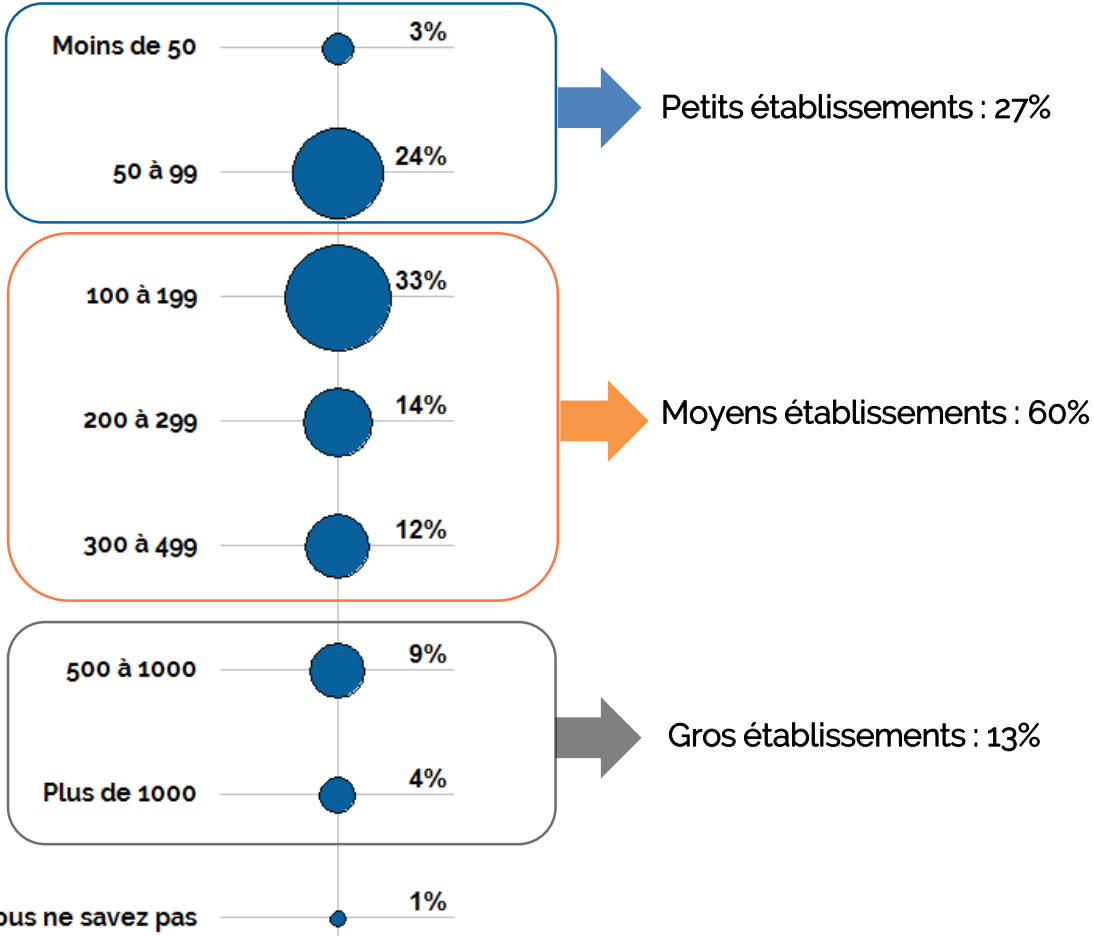 Moins de 50
3%
50 à 99
24%
Petits établissements : 27%
100 à 199
33%
200 à 299
14%
Moyens établissements : 60%
300 à 499
12%
500 à 1000
9%
Gros établissements : 13%
Plus de 1000
4%
ne savez pas
1%